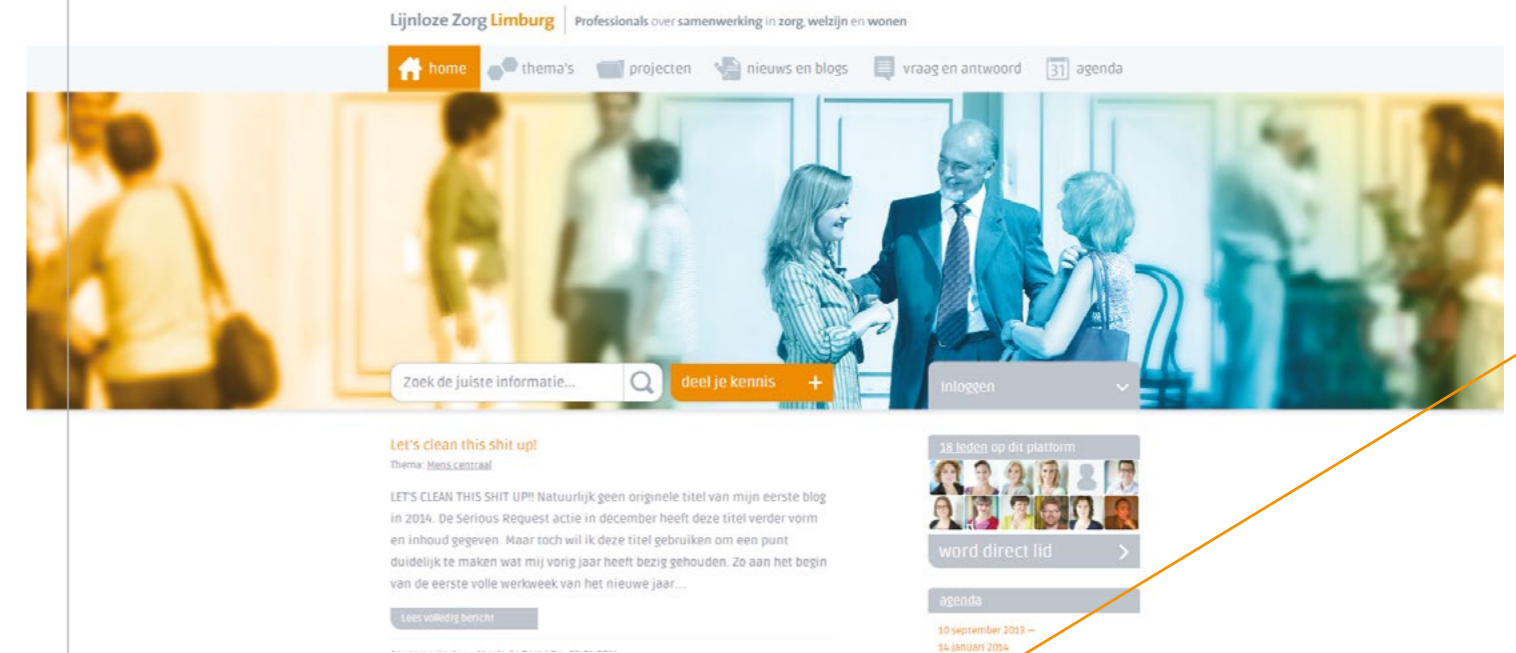 Lijnloze Zorg Limburg | Professionals over samenwerking in zorg, welzijn en wonen
home thema's projecten nieuws en blogs vraag en antwoord 31 agenda
Zoek de juiste informatie... deel je kennis + inloggen
Let's clean this shit up!
Thema: Mens centraal
LET'S CLEAN THIS SHIT UP!! Natuurlijk geen originele titel van mijn eerste blog
in 2014. De Serious Request actie in december heeft deze titel verder vorm
en inhoud gegeven. Maar toch wil ik deze titel gebruiken om een punt
duidelijk te maken wat mij vorig jaar heeft bezig gehouden. Zo aan het begin
van de eerste volle werkweek van het nieuwe jaar...
Lees volledig bericht
18 leden op dit platform
word direct lid
agenda
10 september 2013 —
14 januari 2014